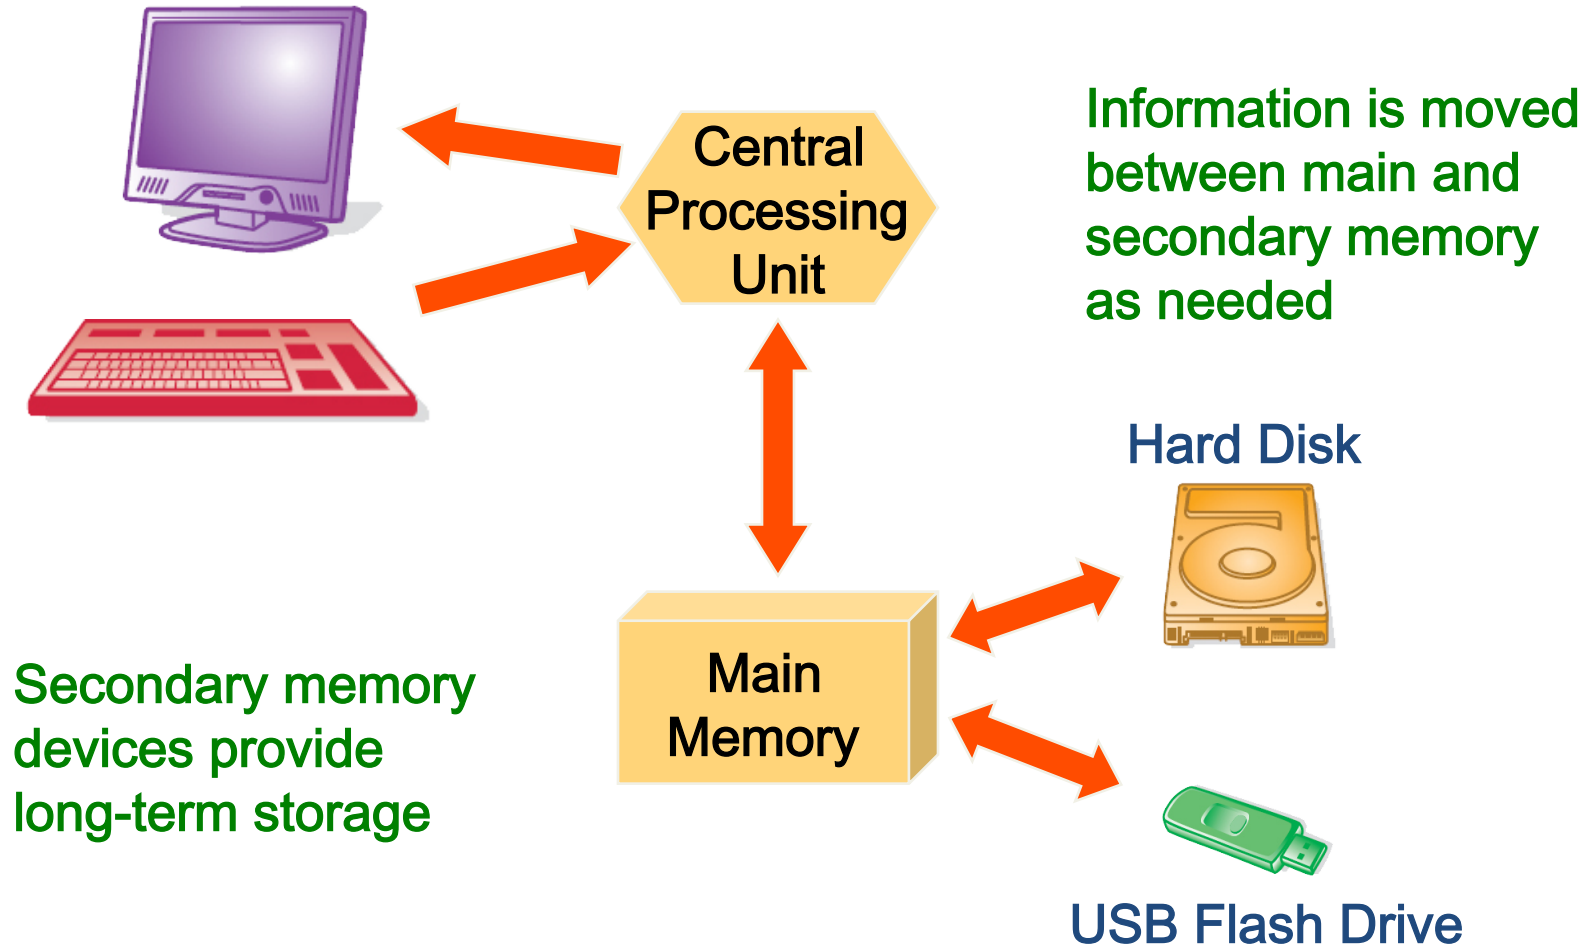 Central
Processing
Unit
Information is moved
between main and
secondary memory
as needed
Hard Disk
Main
Memory
Secondary memory
devices provide
long-term storage
USB Flash Drive